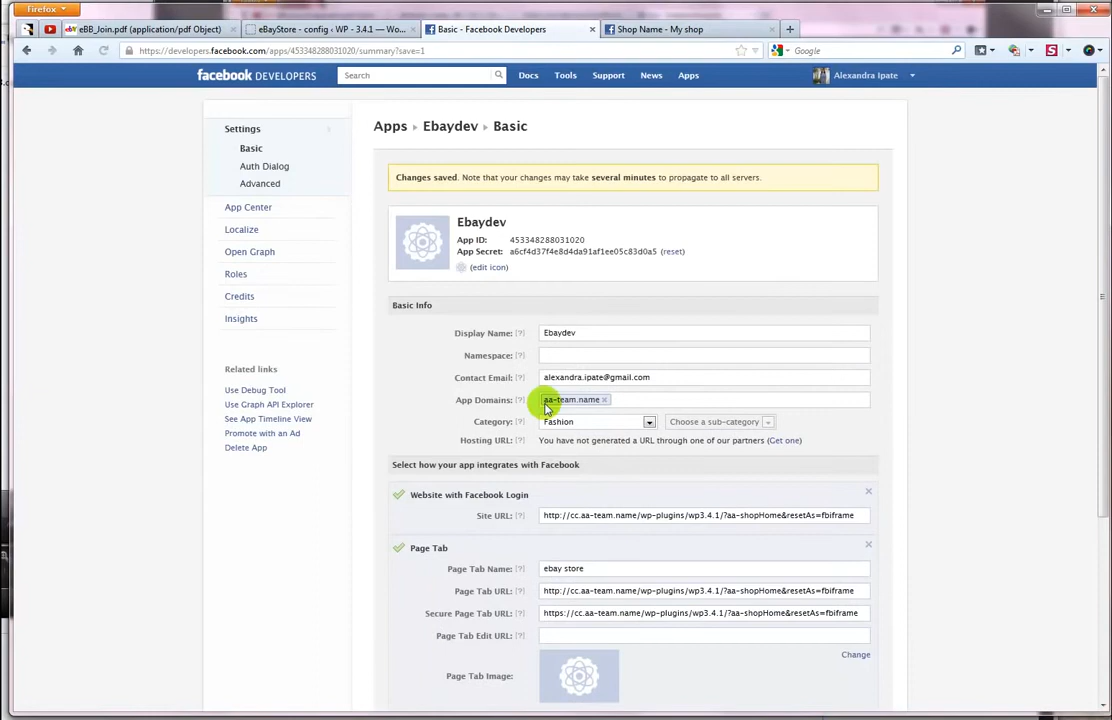 Firefox
eBB_Join.pdf (application/pdf Object)
eBayStore - config ‹ WP - 3.4.1 — Wo...
Basic - Facebook Developers
Shop Name - My shop
https://developers.facebook.com/apps/453348288031020/summary?save=1
Google
facebook DEVELOPERS
Search
Docs
Tools
Support
News
Apps
Alexandra Ipate
Settings
Basic
Auth Dialog
Advanced
App Center
Localize
Open Graph
Roles
Credits
Insights
Related links
Use Debug Tool
Use Graph API Explorer
See App Timeline View
Promote with an Ad
Delete App
Apps ▸ Ebaydev ▸ Basic
Changes saved. Note that your changes may take several minutes to propagate to all servers.
Ebaydev
App ID: 453348288031020
App Secret: a6cf4d37f4e8d4da91af1ee05c83d0a5 (reset)
(edit icon)
Basic Info
Display Name: [?] Ebaydev
Namespace: [?]
Contact Email: [?] alexandra.ipate@gmail.com
App Domains: [?] aa-team.name ×
Category: [?] Fashion Choose a sub-category
Hosting URL: [?] You have not generated a URL through one of our partners (Get one)
Select how your app integrates with Facebook
Website with Facebook Login
Site URL: [?] http://cc.aa-team.name/wp-plugins/wp3.4.1/?aa-shopHome&resetAs=fbiframe
Page Tab
Page Tab Name: [?] ebay store
Page Tab URL: [?] http://cc.aa-team.name/wp-plugins/wp3.4.1/?aa-shopHome&resetAs=fbiframe
Secure Page Tab URL: [?] https://cc.aa-team.name/wp-plugins/wp3.4.1/?aa-shopHome&resetAs=fbiframe
Page Tab Edit URL: [?]
Change
Page Tab Image: [?]